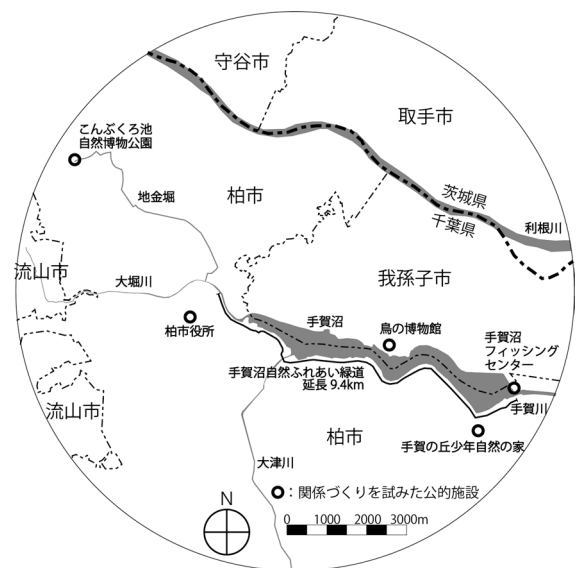 守谷市
取手市
こんぶくろ池
自然博物公園
地金堀
柏市
茨城県
千葉県
利根川
流山市
大堀川
我孫子市
柏市役所
手賀沼
鳥の博物館
手賀沼
フィッシング
センター
手賀沼自然ふれあい緑道
延長 9.4km
手賀川
流山市
柏市
手賀の丘少年自然の家
大津川
：関係づくりを試みた公的施設
N
0 1000 2000 3000m